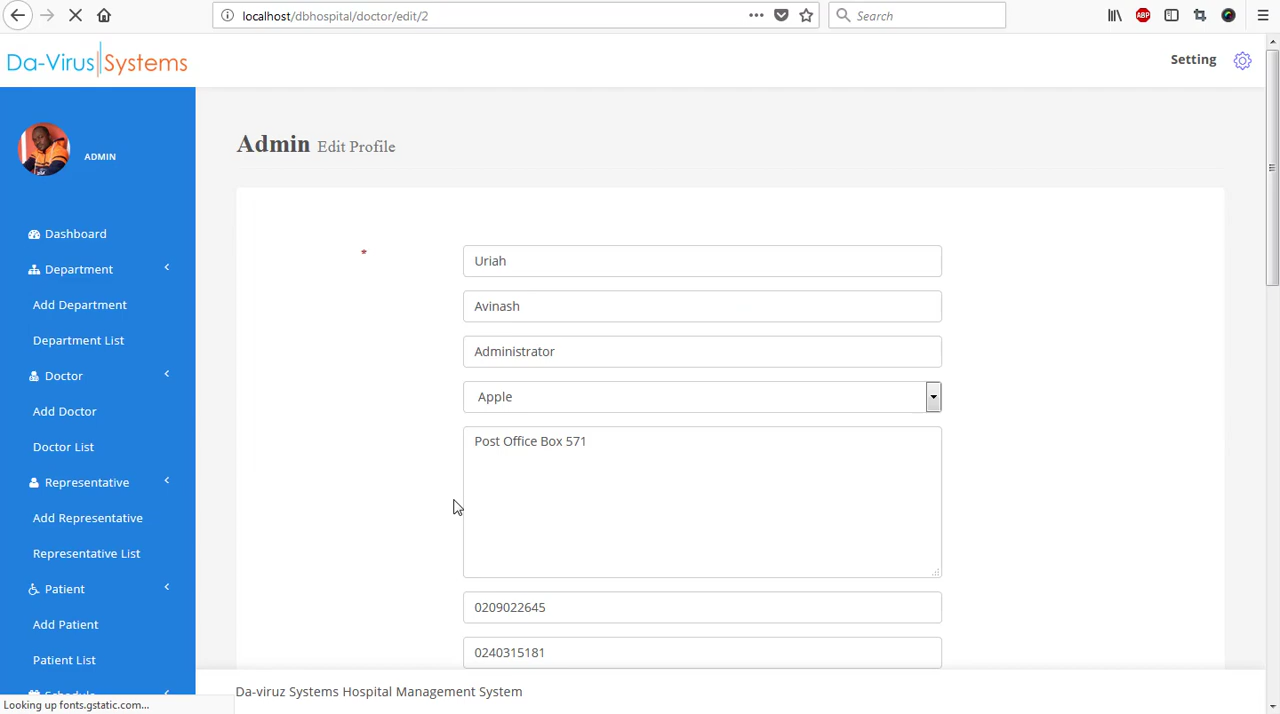 localhost/dbhospital/doctor/edit/2
Search
ABP
Da-Virus Systems
Setting
ADMIN
Admin Edit Profile
Dashboard
Department
Add Department
Department List
Doctor
Add Doctor
Doctor List
Representative
Add Representative
Representative List
Patient
Add Patient
Patient List
Schedule
*
Uriah
Avinash
Administrator
Apple
Post Office Box 571
0209022645
0240315181
Da-viruz Systems Hospital Management System
Looking up fonts.gstatic.com...